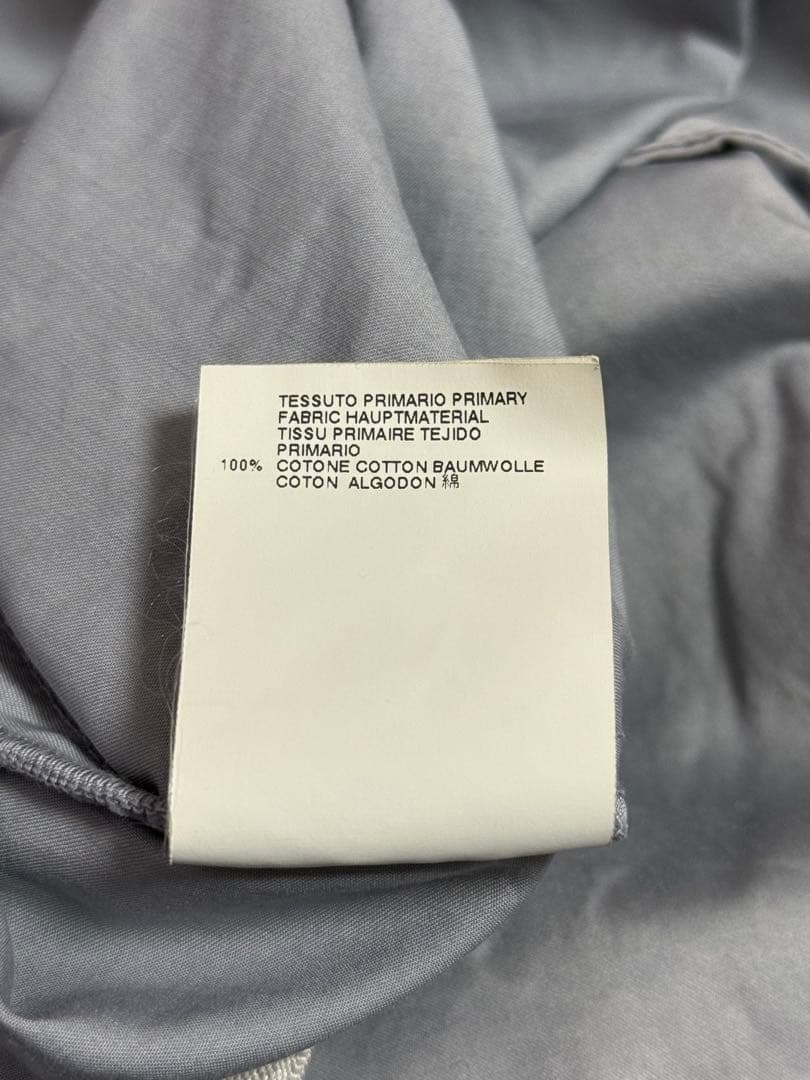 TESSUTO PRIMARIO PRIMARY
FABRIC HAUPTMATERIAL
TISSU PRIMAIRE TEJIDO
PRIMARIO
100% COTONE COTTON BAUMWOLLE
COTON ALGODON 綿